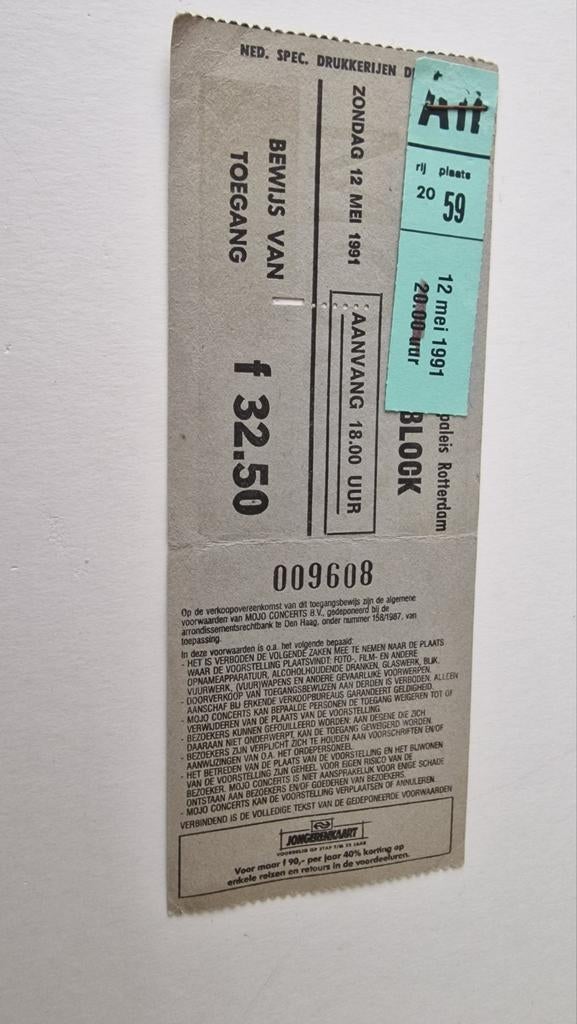 NED. SPEC. DRUKKERIJEN
A11
rij plaats
20 59
12 mei 1991
20.00 uur
paleis Rotterdam
BLOCK
ZONDAG 12 MEI 1991
AANVANG 18.00 UUR
BEWIJS VAN
TOEGANG
f 32.50
009608
Op de verkoopovereenkomst van dit toegangsbewijs zijn de algemene
voorwaarden van MOJO CONCERTS B.V., gedeponeerd bij de
arrondissementsrechtbank te Den Haag, onder nummer 158/1987, van
toepassing.
In deze voorwaarden is o.a. het volgende bepaald:
- HET IS VERBODEN DE VOLGENDE ZAKEN MEE TE NEMEN NAAR DE PLAATS
WAAR DE VOORSTELLING PLAATSVINDT: FOTO-, FILM- EN ANDERE
OPNAMEAPPARATUUR, ALCOHOLHOUDENDE DRANKEN, GLASWERK, BLIK,
VUURWERK, (VUUR)WAPENS EN ANDERE GEVAARLIJKE VOORWERPEN.
- DOORVERKOOP VAN TOEGANGSBEWIJZEN AAN DERDEN IS VERBODEN. ALLEEN
AANSCHAF BIJ ERKENDE VERKOOPBUREAUS GARANDEERT GELDIGHEID.
- MOJO CONCERTS KAN BEPAALDE PERSONEN DE TOEGANG WEIGEREN TOT OF
VERWIJDEREN VAN DE PLAATS VAN DE VOORSTELLING.
- BEZOEKERS KUNNEN GEFOUILLEERD WORDEN: AAN DEGENE DIE ZICH
DAARAAN NIET ONDERWERPT, KAN DE TOEGANG GEWEIGERD WORDEN.
- BEZOEKERS ZIJN VERPLICHT ZICH TE HOUDEN AAN VOORSCHRIFTEN EN/OF
AANWIJZINGEN VAN O.A. HET ORDEPERSONEEL.
- HET BETREDEN VAN DE PLAATS VAN DE VOORSTELLING EN HET BIJWONEN
VAN DE VOORSTELLING ZIJN GEHEEL VOOR EIGEN RISICO VAN DE
BEZOEKER. MOJO CONCERTS IS NIET AANSPRAKELIJK VOOR ENIGE SCHADE
ONTSTAAN AAN BEZOEKERS EN/OF GOEDEREN VAN BEZOEKERS.
- MOJO CONCERTS KAN DE VOORSTELLING VERPLAATSEN OF ANNULEREN.
VERBINDEND IS DE VOLLEDIGE TEKST VAN DE GEDEPONEERDE VOORWAARDEN
JONGERENKAART
VOORDELIG OP STAP T/M 25 JAAR
Voor maar f 90,- per jaar 40% korting op
enkele reizen en retours in de voordeeluren.